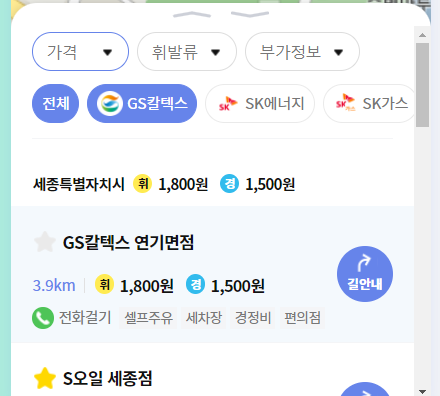 가격 휘발류 부가정보
전체 GS칼텍스 SK에너지 SK가스
세종특별자치시 휘 1,800원 경 1,500원
GS칼텍스 연기면점
3.9km 휘 1,800원 경 1,500원
길안내
전화걸기 셀프주유 세차장 경정비 편의점
S오일 세종점